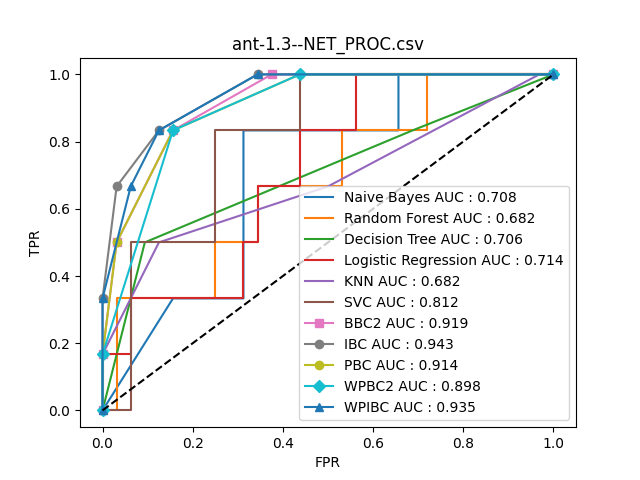 ant-1.3--NET_PROC.csv
1.0
0.8
0.6
0.4
0.2
0.0
TPR
Naive Bayes AUC : 0.708
Random Forest AUC : 0.682
Decision Tree AUC : 0.706
Logistic Regression AUC : 0.714
KNN AUC : 0.682
SVC AUC : 0.812
BBC2 AUC : 0.919
IBC AUC : 0.943
PBC AUC : 0.914
WPBC2 AUC : 0.898
WPIBC AUC : 0.935
0.0 0.2 0.4 0.6 0.8 1.0
FPR